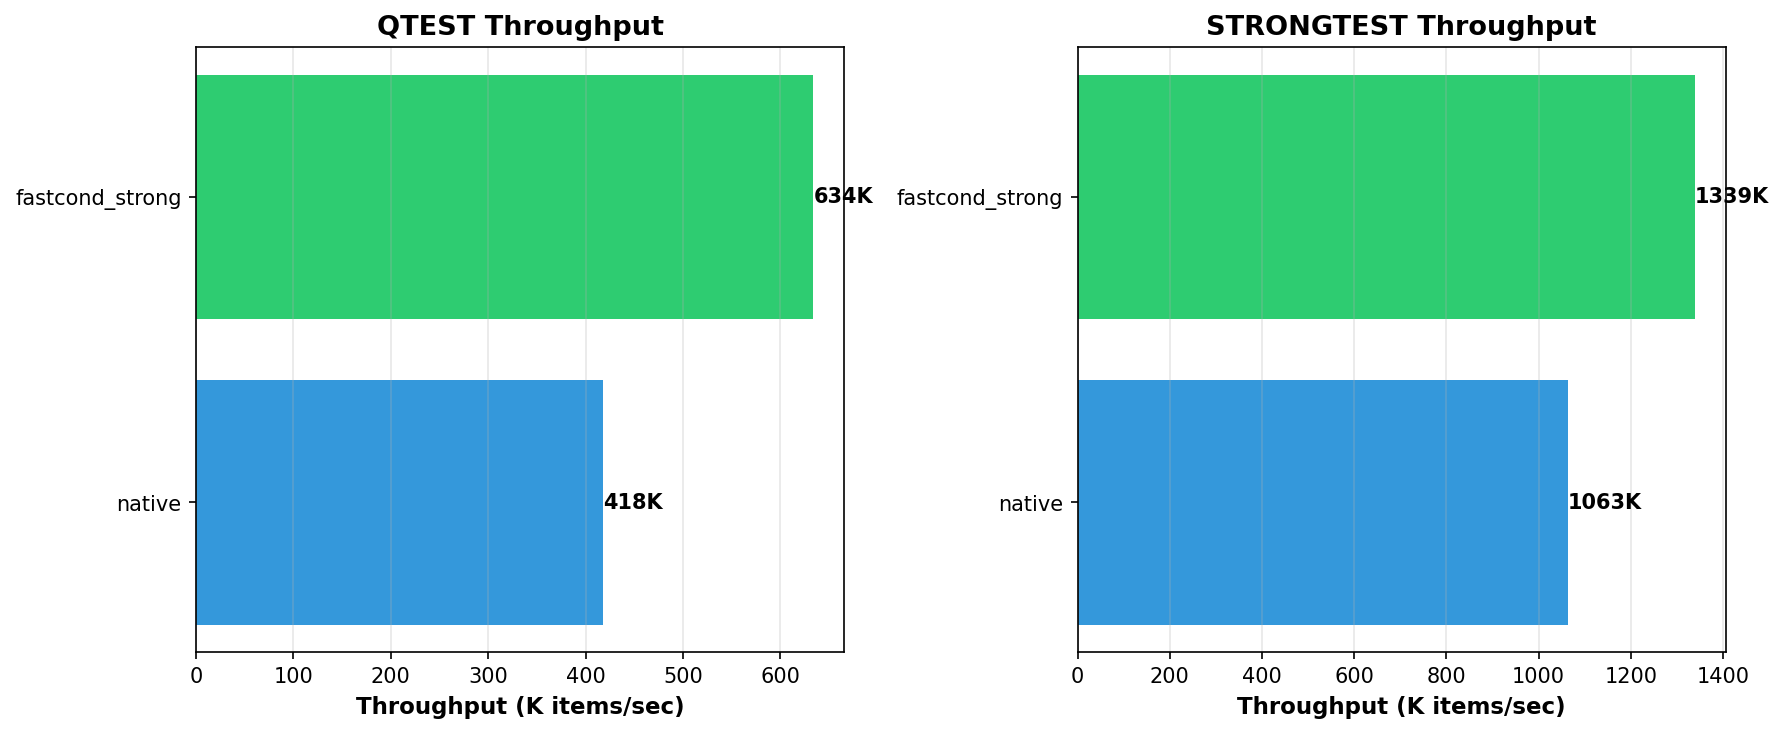 QTEST Throughput
fastcond_strong
634K
native
418K
0 100 200 300 400 500 600
Throughput (K items/sec)
STRONGTEST Throughput
fastcond_strong
1339K
native
1063K
0 200 400 600 800 1000 1200 1400
Throughput (K items/sec)